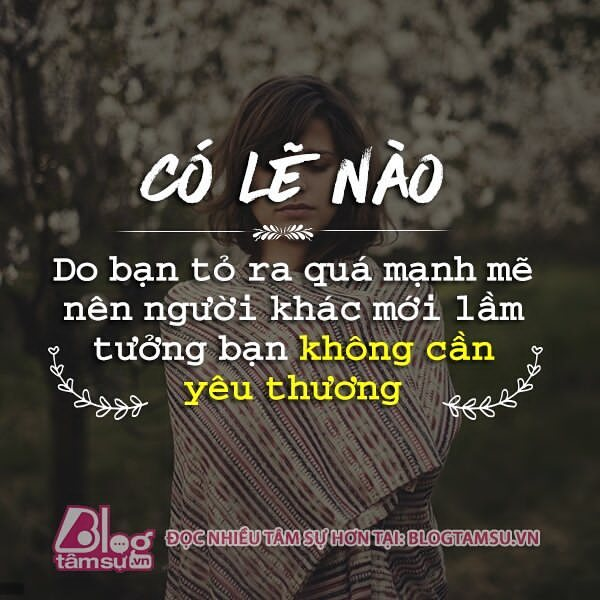 CÓ LẼ NÀO
Do bạn tỏ ra quá mạnh mẽ
nên người khác mới lầm
tưởng bạn không cần
yêu thương
Blog
tâmsự.vn
ĐỌC NHIỀU TÂM SỰ HƠN TẠI: BLOGTAMSU.VN